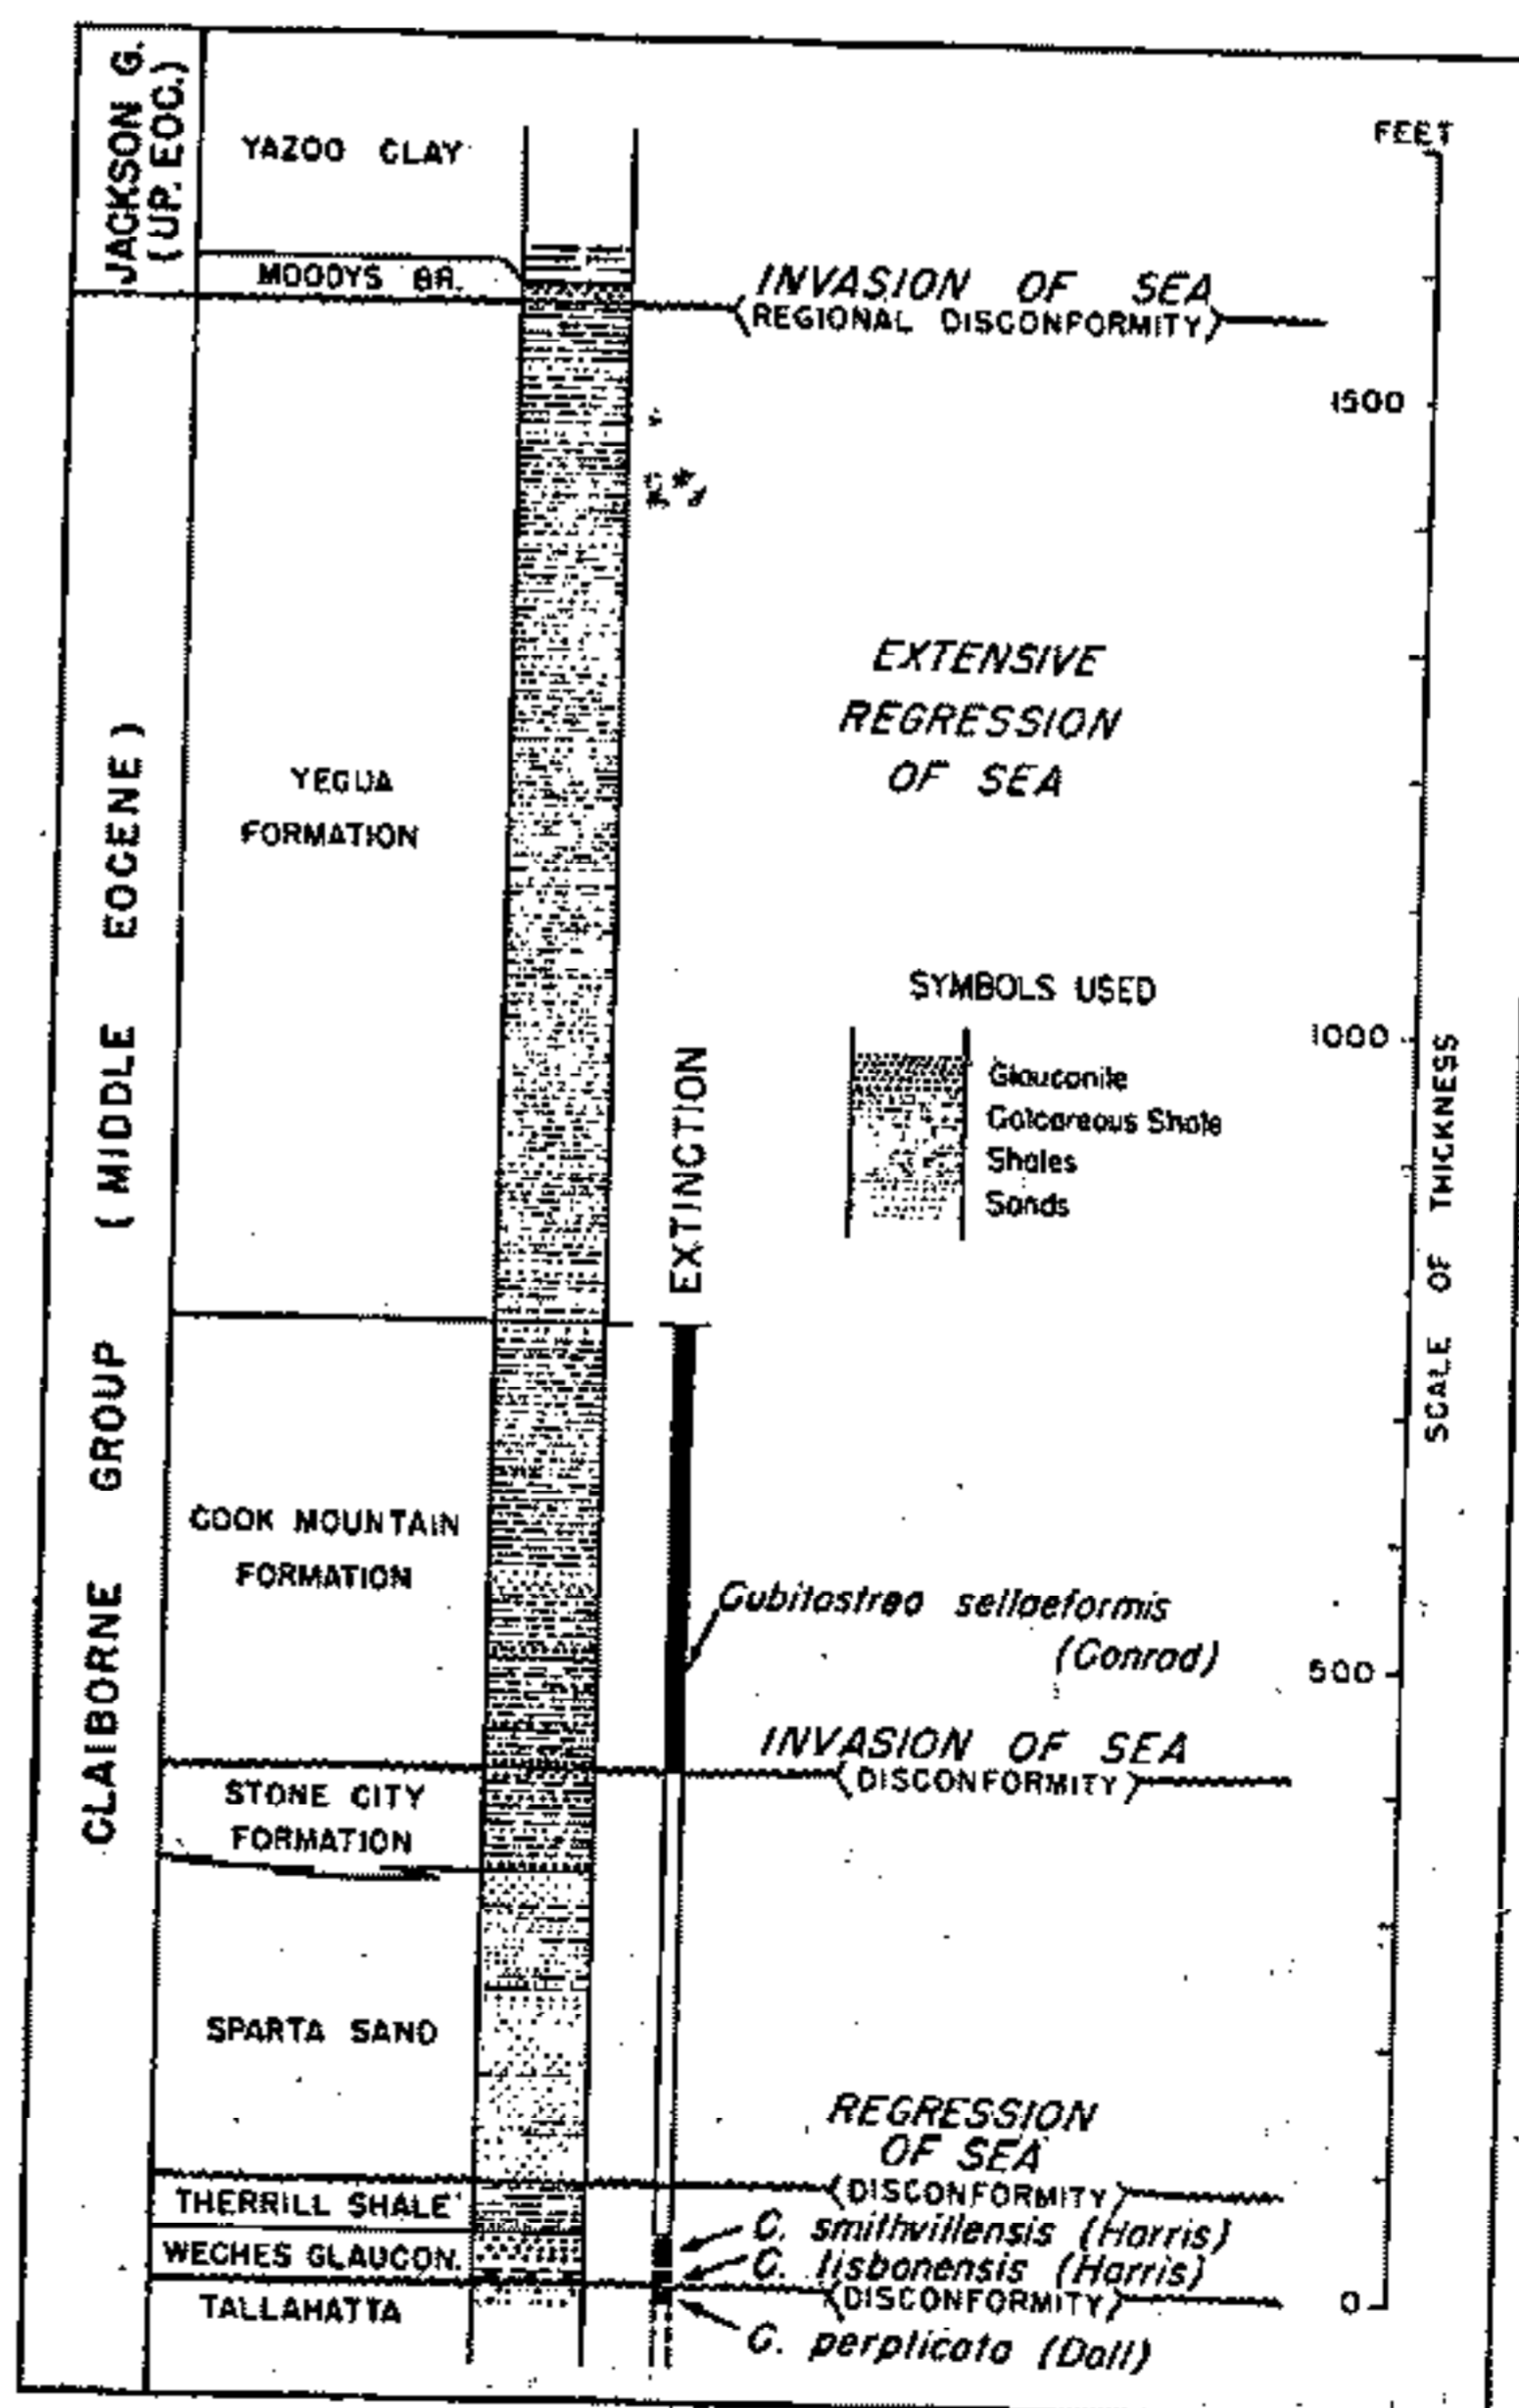 JACKSON G.
(UP. EOC.)
YAZOO CLAY
MOODYS BR.
CLAIBORNE GROUP (MIDDLE EOCENE)
YEGUA
FORMATION
COOK MOUNTAIN
FORMATION
STONE CITY
FORMATION
SPARTA SAND
THERRILL SHALE
WECHES GLAUCON.
TALLAHATTA
INVASION OF SEA
(REGIONAL DISCONFORMITY)
EXTENSIVE
REGRESSION
OF SEA
SYMBOLS USED
Glauconite
Calcareous Shale
Shales
Sands
EXTINCTION
Cubitostrea sellaeformis
(Conrad)
INVASION OF SEA
(DISCONFORMITY)
REGRESSION
OF SEA
(DISCONFORMITY)
C. smithvillensis (Harris)
C. lisbonensis (Harris)
(DISCONFORMITY)
C. perplicata (Dall)
FEET
1500
1000
500
0
SCALE OF THICKNESS